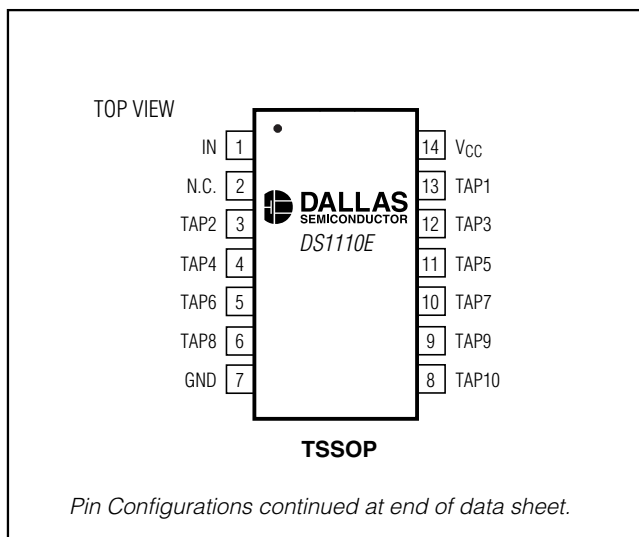 TOP VIEW
IN 1 14 VCC
N.C. 2 13 TAP1
DALLAS
SEMICONDUCTOR
TAP2 3 12 TAP3
DS1110E
TAP4 4 11 TAP5
TAP6 5 10 TAP7
TAP8 6 9 TAP9
GND 7 8 TAP10
TSSOP
Pin Configurations continued at end of data sheet.